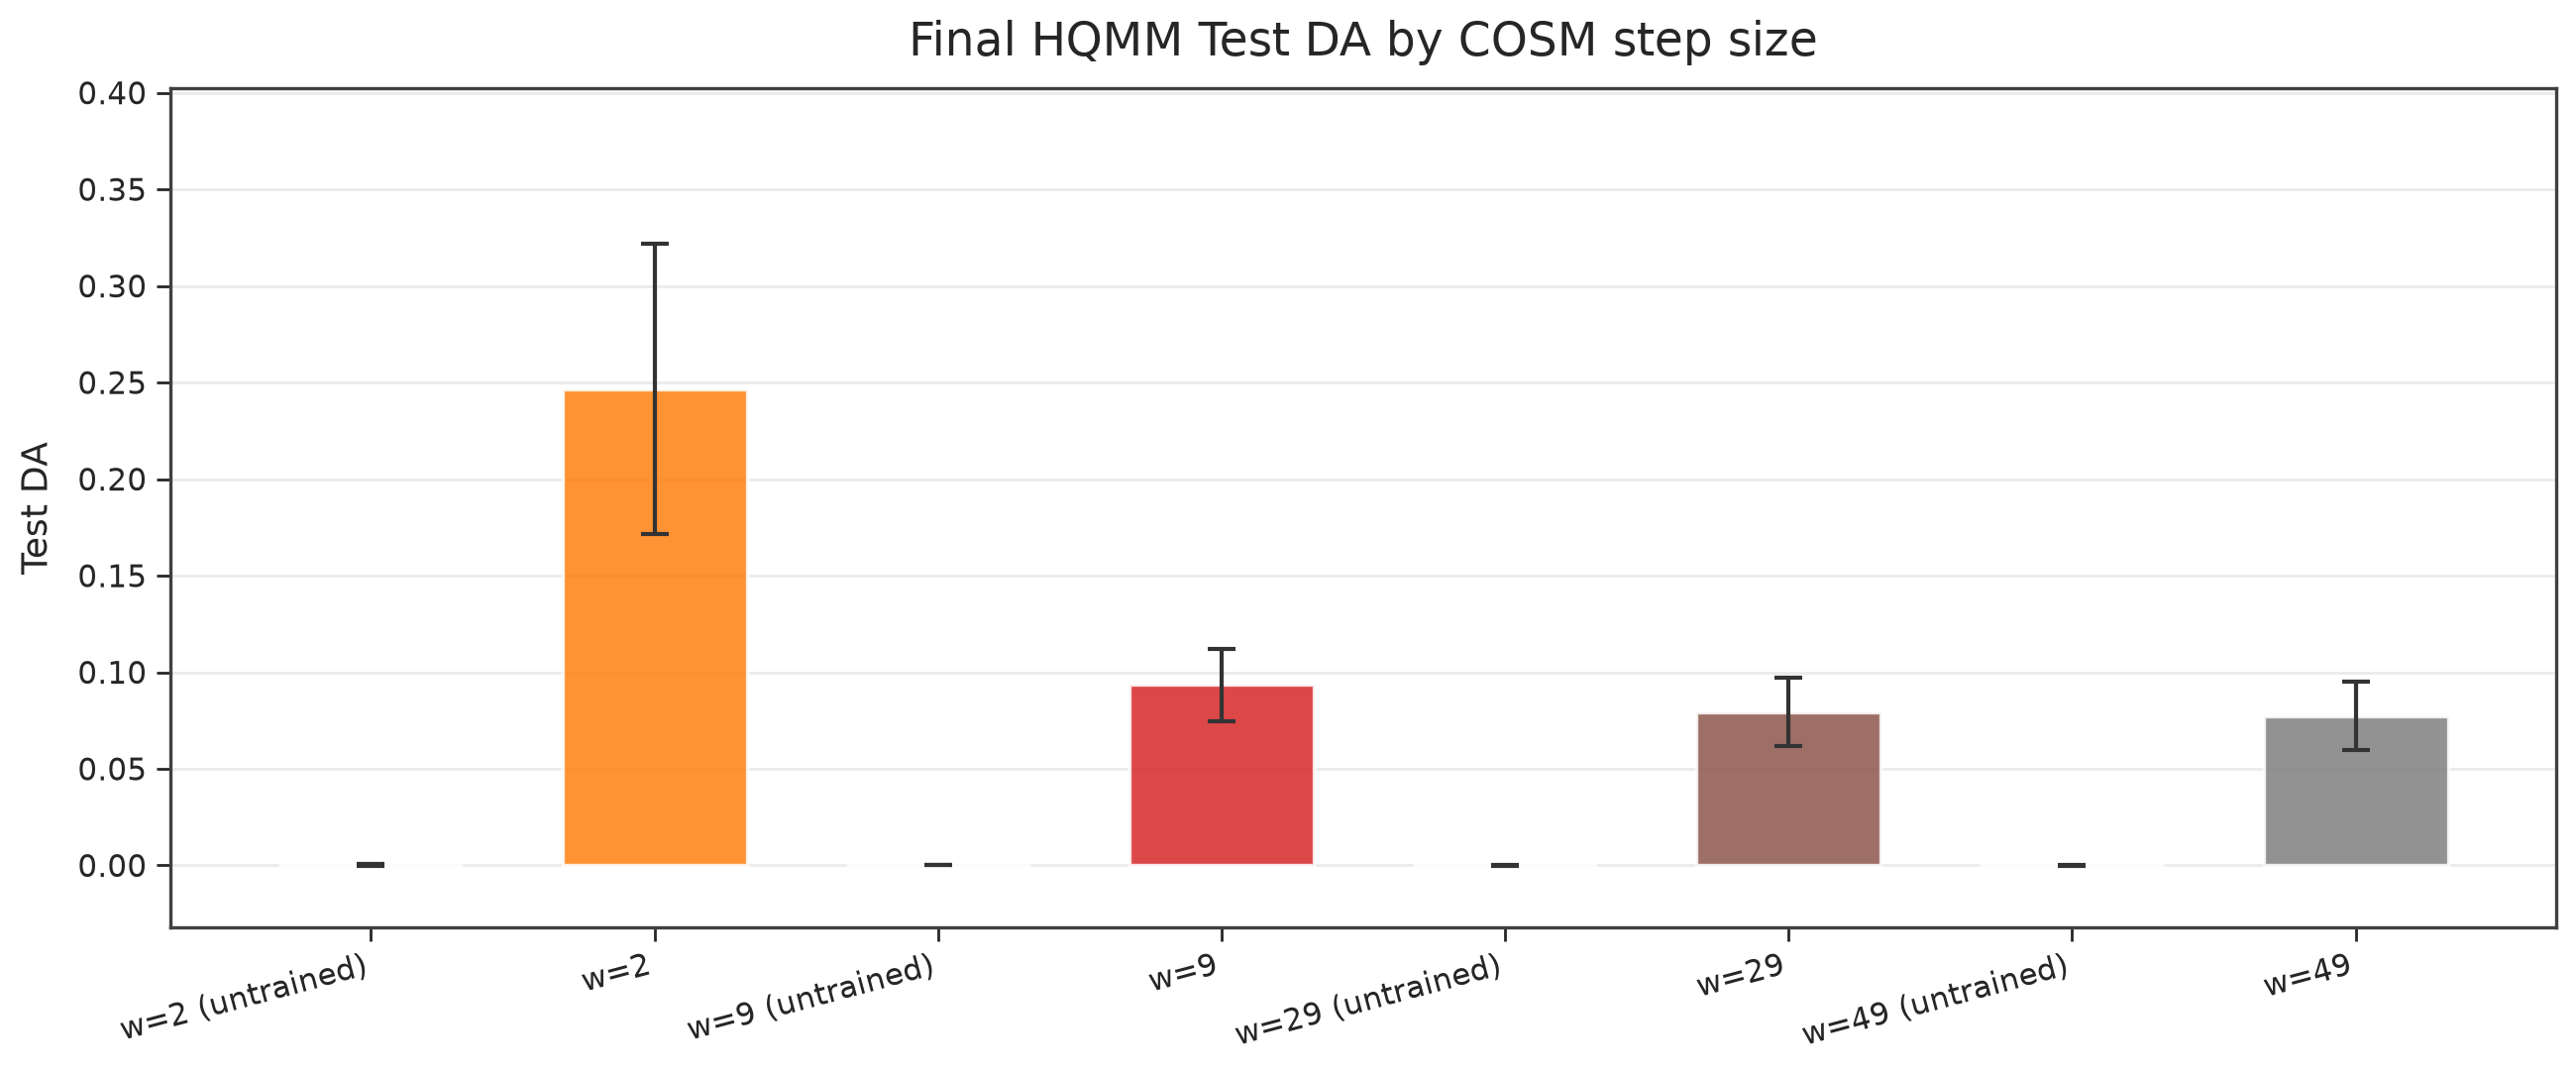 Final HQMM Test DA by COSM step size
Test DA
0.40
0.35
0.30
0.25
0.20
0.15
0.10
0.05
0.00
w=2 (untrained)
w=2
w=9 (untrained)
w=9
w=29 (untrained)
w=29
w=49 (untrained)
w=49